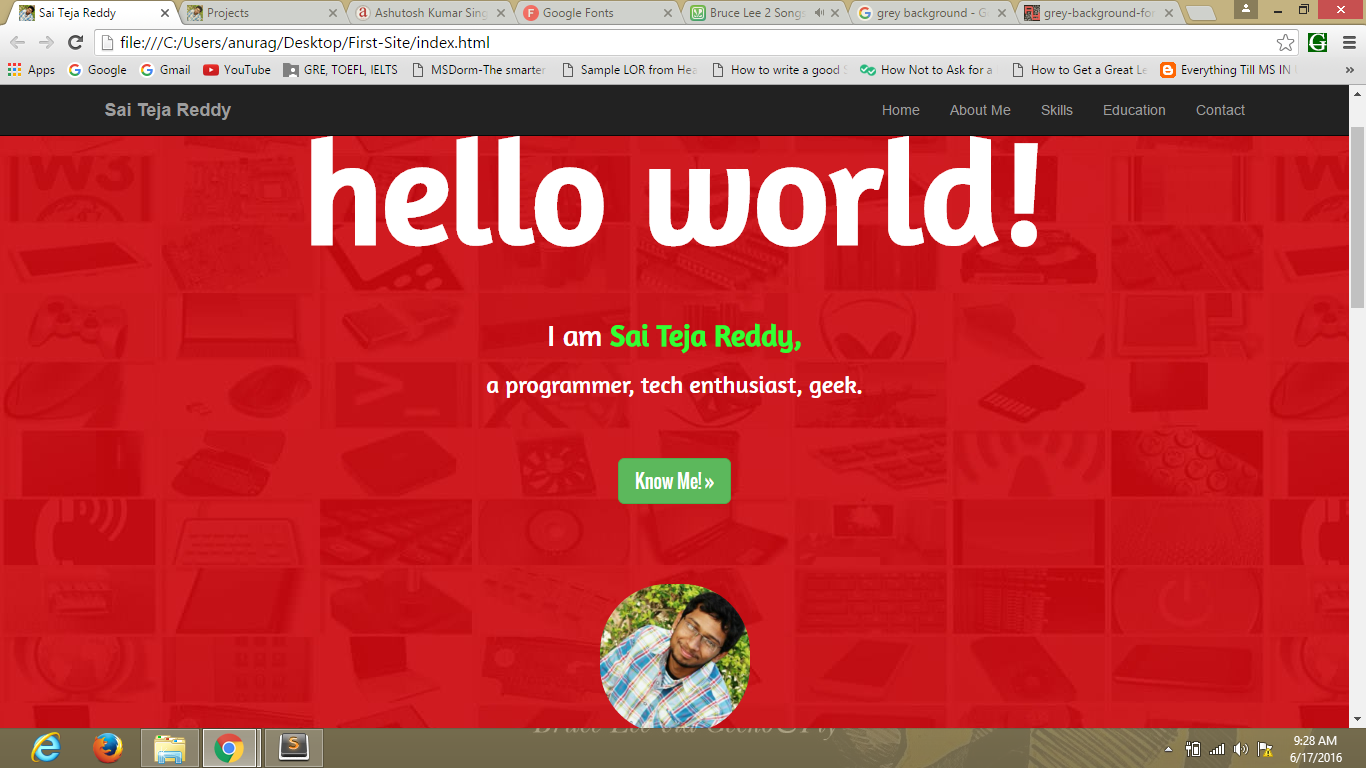 Sai Teja Reddy
Projects
Ashutosh Kumar Sing
Google Fonts
Bruce Lee 2 Songs
grey background - G
grey-background-fo
file:///C:/Users/anurag/Desktop/First-Site/index.html
Apps
Google
Gmail
YouTube
GRE, TOEFL, IELTS
MSDorm-The smarter
Sample LOR from Hea
How to write a good
How Not to Ask for a
How to Get a Great Le
Everything Till MS IN
»
Sai Teja Reddy
Home
About Me
Skills
Education
Contact
W3
hello world!
I am Sai Teja Reddy,
a programmer, tech enthusiast, geek.
Know Me! »
9:28 AM
6/17/2016